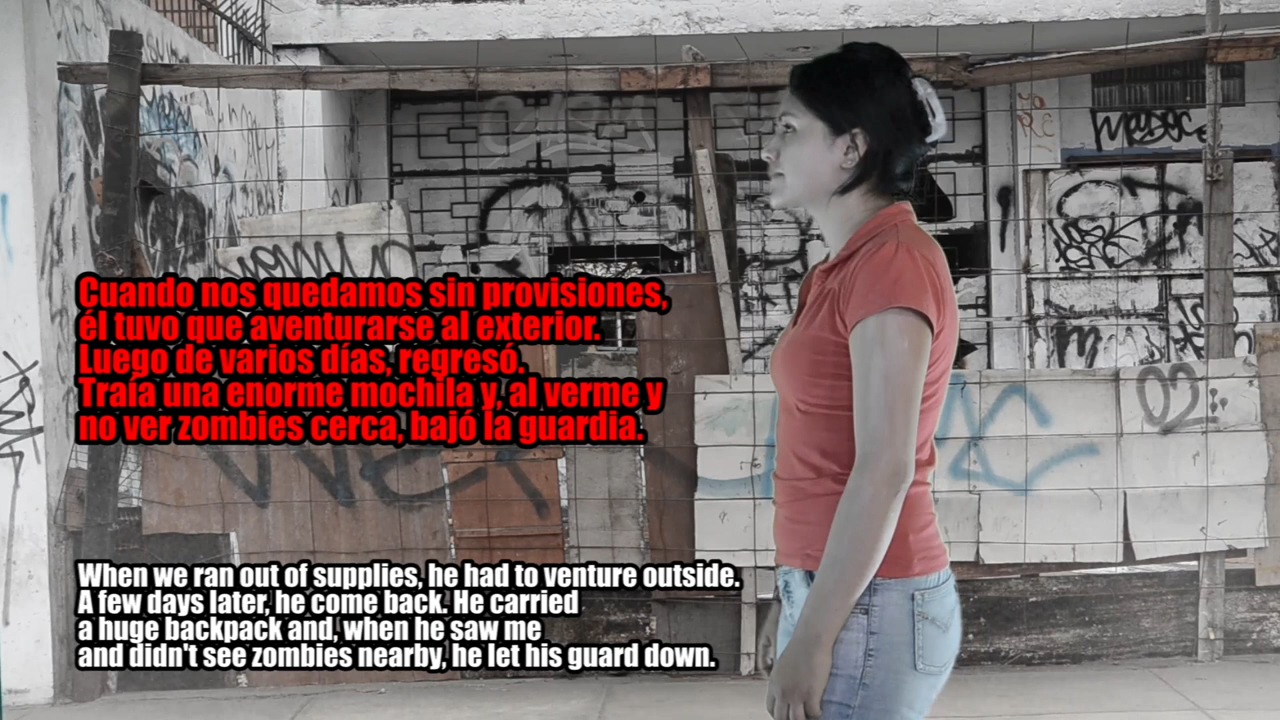 Cuando nos quedamos sin provisiones,
él tuvo que aventurarse al exterior.
Luego de varios días, regresó.
Traía una enorme mochila y, al verme y
no ver zombies cerca, bajó la guardia.
When we ran out of supplies, he had to venture outside.
A few days later, he come back. He carried
a huge backpack and, when he saw me
and didn't see zombies nearby, he let his guard down.
02